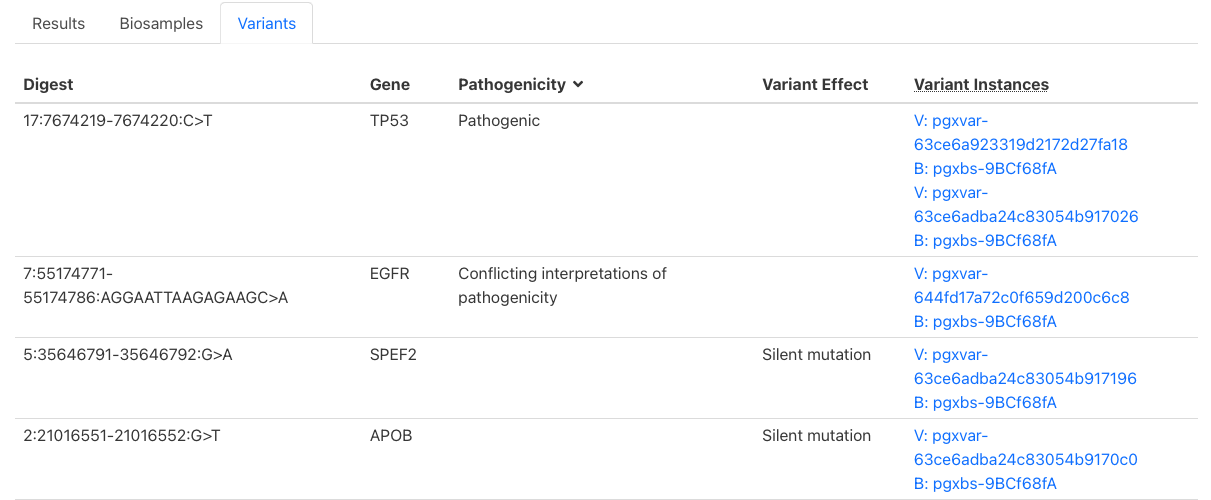 Results Biosamples Variants
Digest Gene Pathogenicity Variant Effect Variant Instances
17:7674219-7674220:C>T TP53 Pathogenic V: pgxvar-
63ce6a923319d2172d27fa18
B: pgxbs-9BCf68fA
V: pgxvar-
63ce6adba24c83054b917026
B: pgxbs-9BCf68fA
7:55174771- EGFR Conflicting interpretations of V: pgxvar-
55174786:AGGAATTAAGAGAAGC>A pathogenicity 644fd17a72c0f659d200c6c8
B: pgxbs-9BCf68fA
5:35646791-35646792:G>A SPEF2 Silent mutation V: pgxvar-
63ce6adba24c83054b917196
B: pgxbs-9BCf68fA
2:21016551-21016552:G>T APOB Silent mutation V: pgxvar-
63ce6adba24c83054b9170c0
B: pgxbs-9BCf68fA